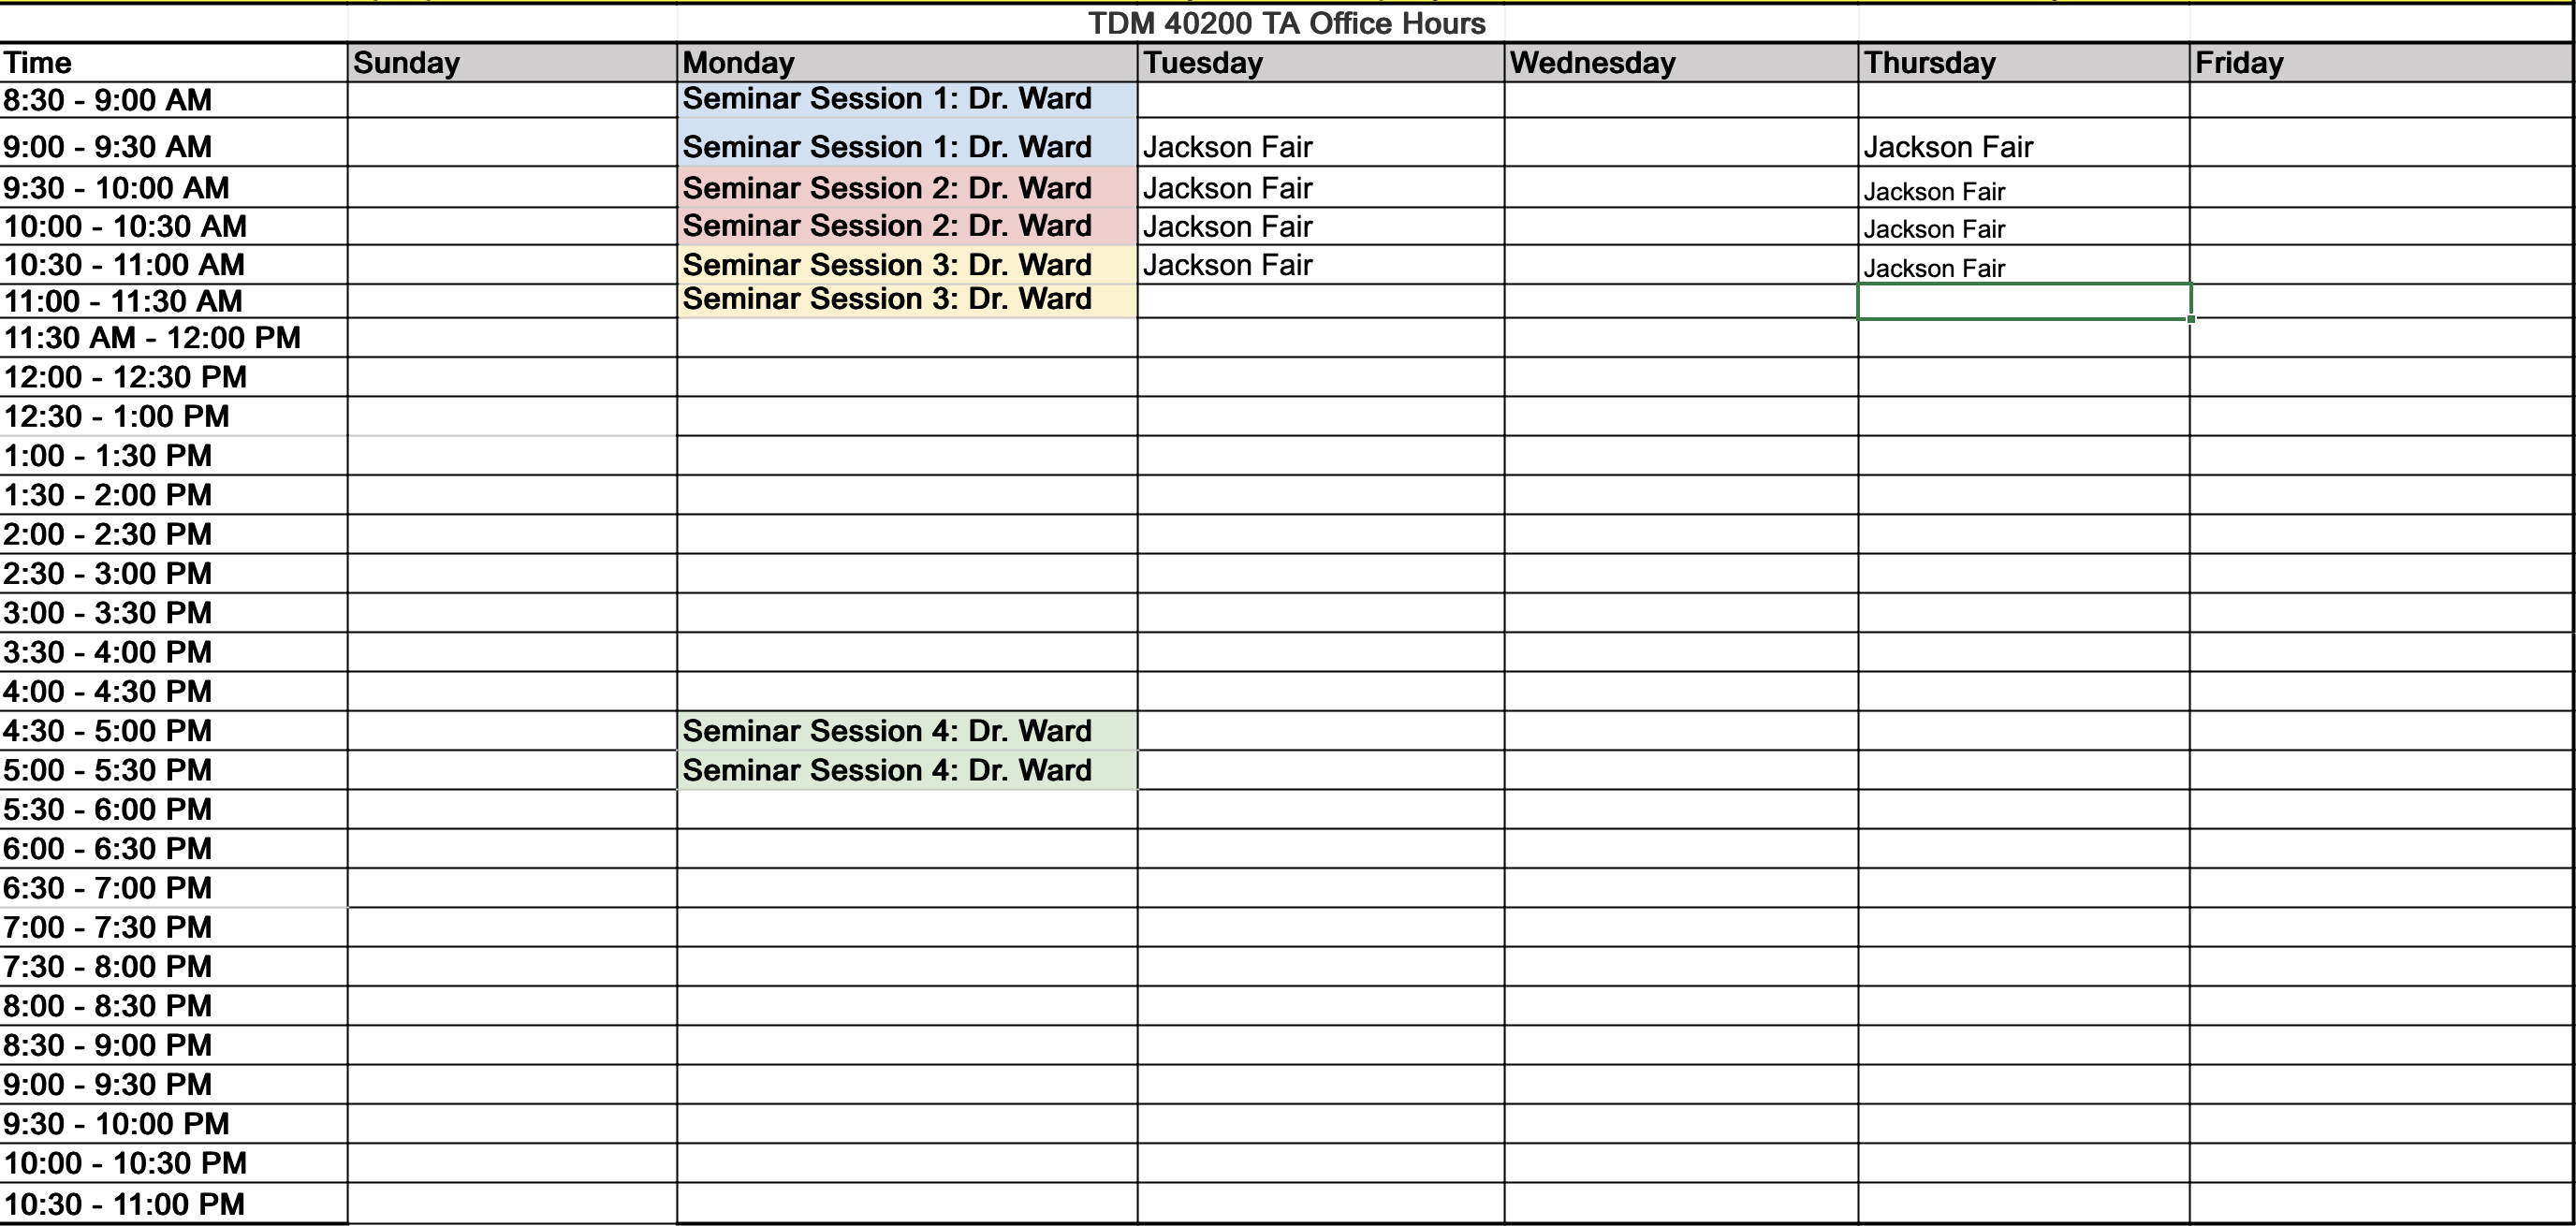 TDM 40200 TA Office Hours
Time Sunday Monday Tuesday Wednesday Thursday Friday
8:30 - 9:00 AM Seminar Session 1: Dr. Ward
9:00 - 9:30 AM Seminar Session 1: Dr. Ward Jackson Fair Jackson Fair
9:30 - 10:00 AM Seminar Session 2: Dr. Ward Jackson Fair Jackson Fair
10:00 - 10:30 AM Seminar Session 2: Dr. Ward Jackson Fair Jackson Fair
10:30 - 11:00 AM Seminar Session 3: Dr. Ward Jackson Fair Jackson Fair
11:00 - 11:30 AM Seminar Session 3: Dr. Ward
11:30 AM - 12:00 PM
12:00 - 12:30 PM
12:30 - 1:00 PM
1:00 - 1:30 PM
1:30 - 2:00 PM
2:00 - 2:30 PM
2:30 - 3:00 PM
3:00 - 3:30 PM
3:30 - 4:00 PM
4:00 - 4:30 PM
4:30 - 5:00 PM Seminar Session 4: Dr. Ward
5:00 - 5:30 PM Seminar Session 4: Dr. Ward
5:30 - 6:00 PM
6:00 - 6:30 PM
6:30 - 7:00 PM
7:00 - 7:30 PM
7:30 - 8:00 PM
8:00 - 8:30 PM
8:30 - 9:00 PM
9:00 - 9:30 PM
9:30 - 10:00 PM
10:00 - 10:30 PM
10:30 - 11:00 PM